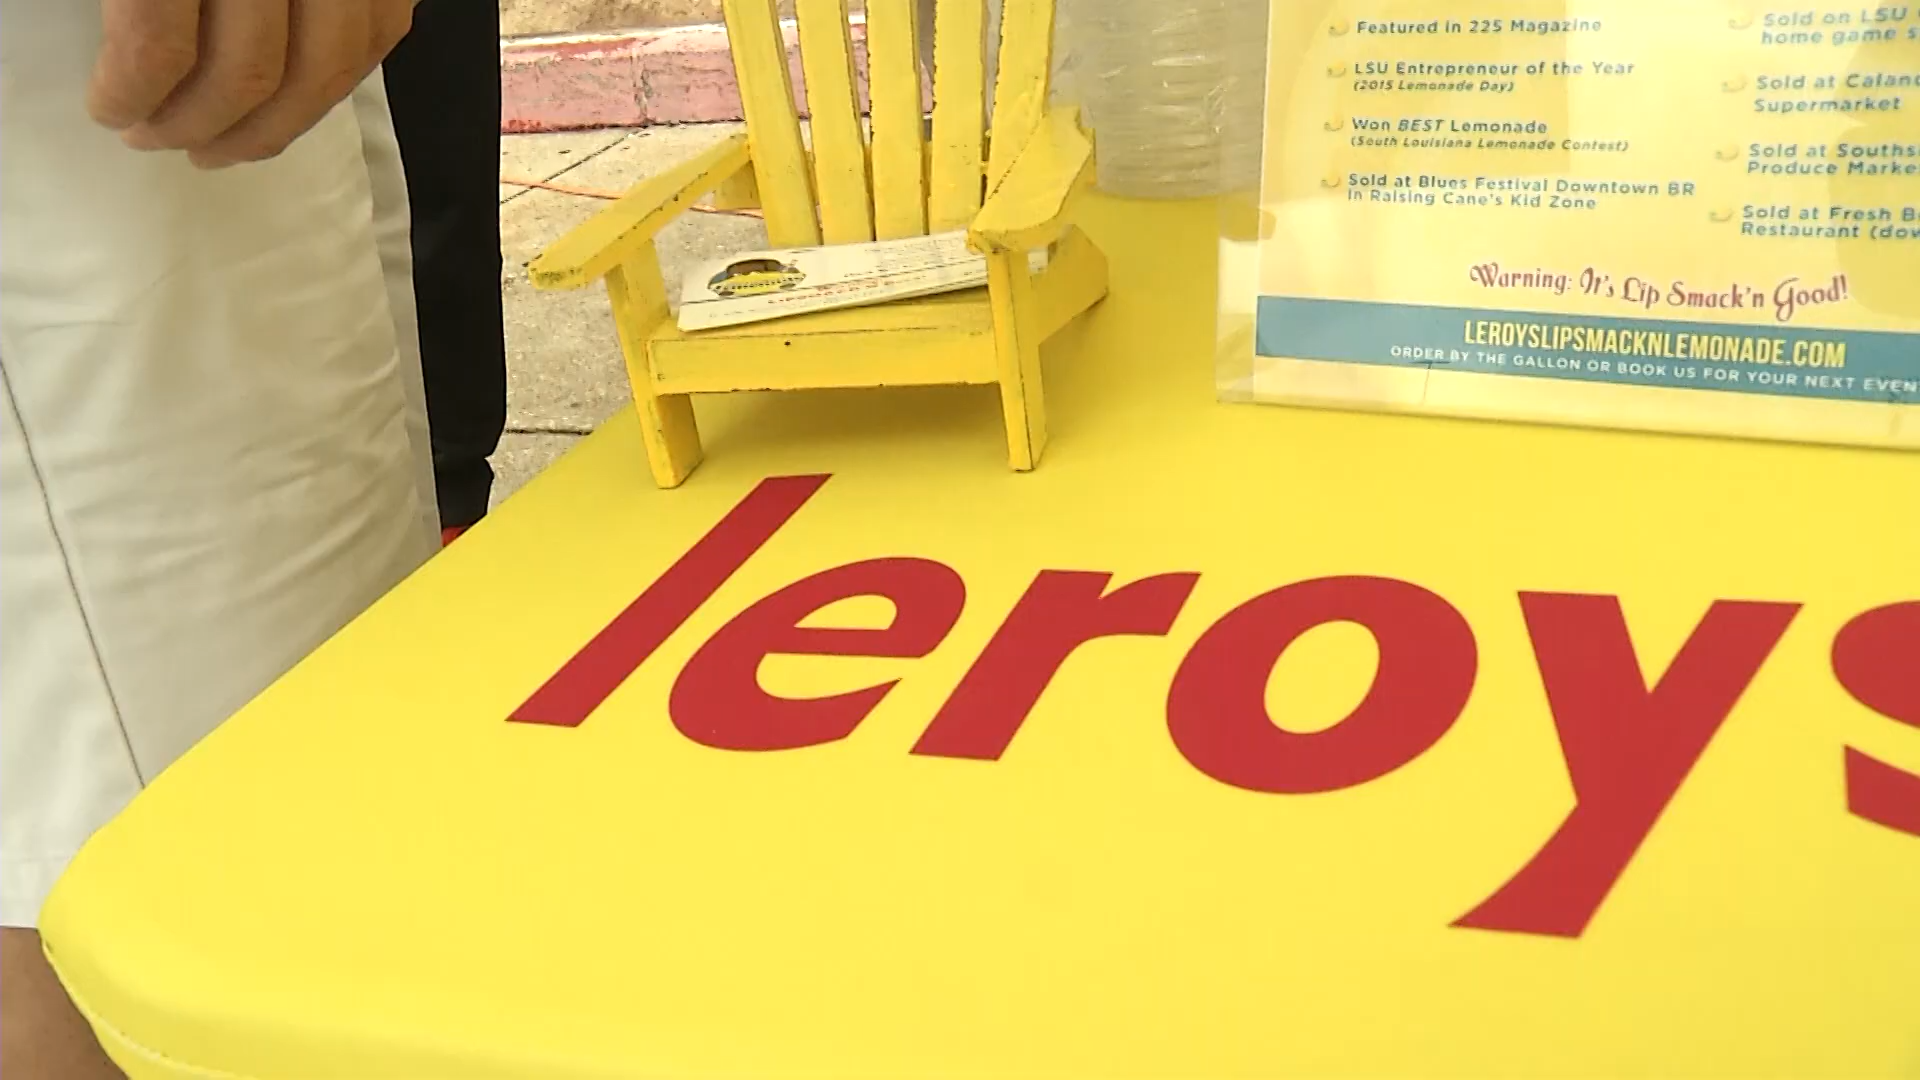 Featured in 225 Magazine
LSU Entrepreneur of the Year
(2015 Lemonade Day)
Won BEST Lemonade
(South Louisiana Lemonade Contest)
Sold at Blues Festival Downtown BR
In Raising Cane's Kid Zone
Sold on LSU
home game
Sold at
Supermarket
Sold at
Produce
Sold at Fresh
Restaurant
Warning: It's Lip Smack'n Good!
LEROYSLIPSMACKNLEMONADE.COM
ORDER BY THE GALLON OR BOOK US FOR YOUR NEXT
leroys